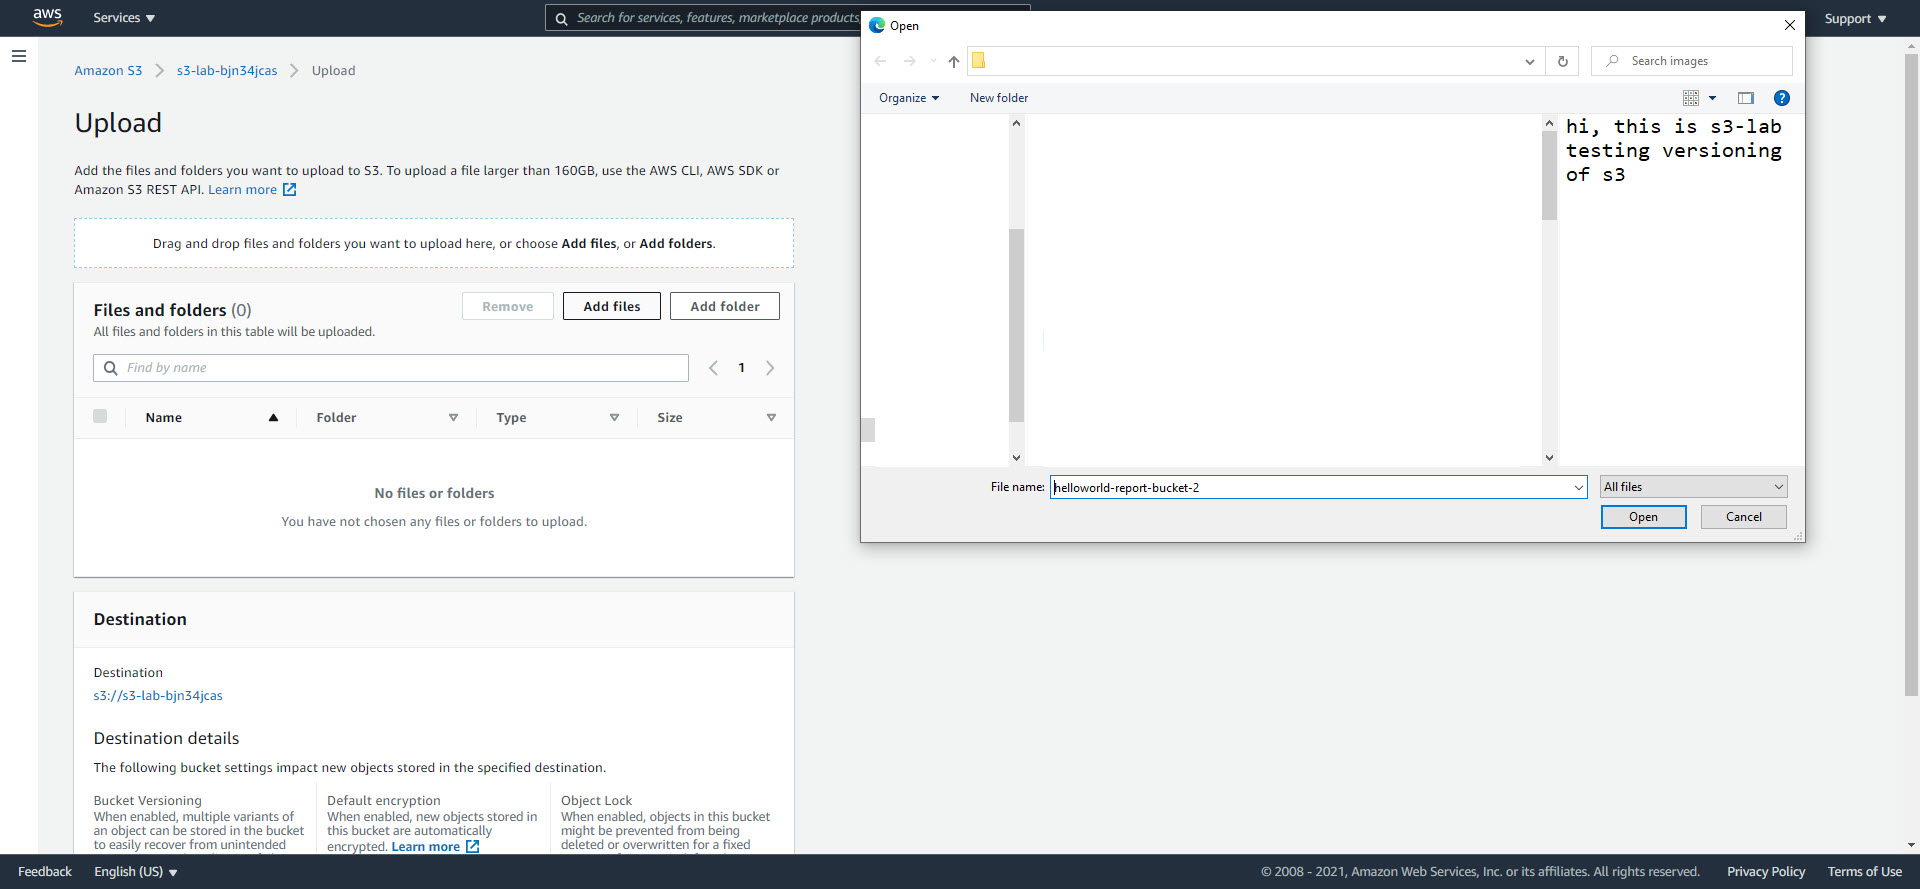 aws
Services
Search for services, features, marketplace products,
Support
Amazon S3
s3-lab-bjn34jcas
Upload
Upload
Add the files and folders you want to upload to S3. To upload a file larger than 160GB, use the AWS CLI, AWS SDK or
Amazon S3 REST API. Learn more
Drag and drop files and folders you want to upload here, or choose Add files, or Add folders.
Files and folders (0)
All files and folders in this table will be uploaded.
Remove
Add files
Add folder
Find by name
1
Name
Folder
Type
Size
No files or folders
You have not chosen any files or folders to upload.
Destination
Destination
s3://s3-lab-bjn34jcas
Destination details
The following bucket settings impact new objects stored in the specified destination.
Bucket Versioning
When enabled, multiple variants of
an object can be stored in the bucket
to easily recover from unintended
Default encryption
When enabled, new objects stored in
this bucket are automatically
encrypted. Learn more
Object Lock
When enabled, objects in this bucket
might be prevented from being
deleted or overwritten for a fixed
Open
Search images
Organize
New folder
?
hi, this is s3-lab
testing versioning
of s3
File name:
helloworld-report-bucket-2
All files
Open
Cancel
Feedback
English (US)
© 2008 - 2021, Amazon Web Services, Inc. or its affiliates. All rights reserved.
Privacy Policy
Terms of Use